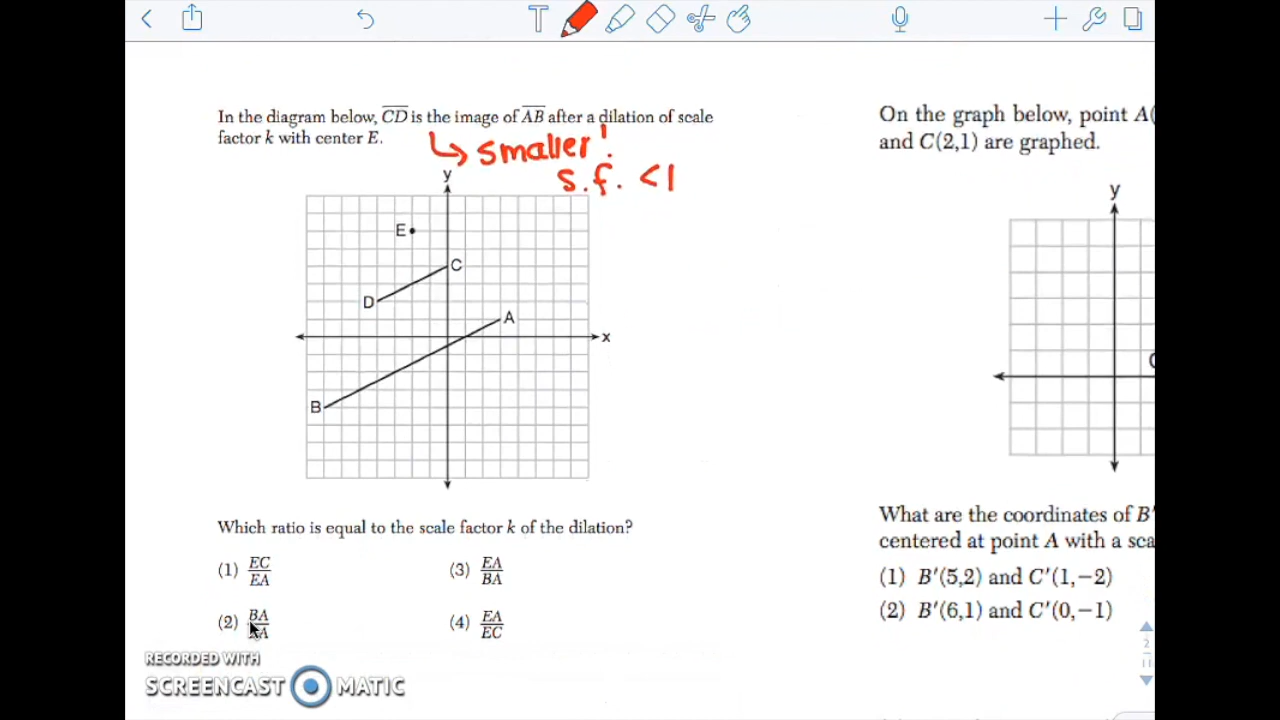 In the diagram below, CD is the image of AB after a dilation of scale
factor k with center E.
smaller!
s.f. <1
y
E
C
D
A
x
B
Which ratio is equal to the scale factor k of the dilation?
(1) EC/EA
(3) EA/BA
(2) BA/EA
(4) EA/EC
On the graph below, point A(
and C(2,1) are graphed.
y
What are the coordinates of B′
centered at point A with a sca
(1) B′(5,2) and C′(1,−2)
(2) B′(6,1) and C′(0,−1)
2
11
RECORDED WITH
SCREENCAST MATIC